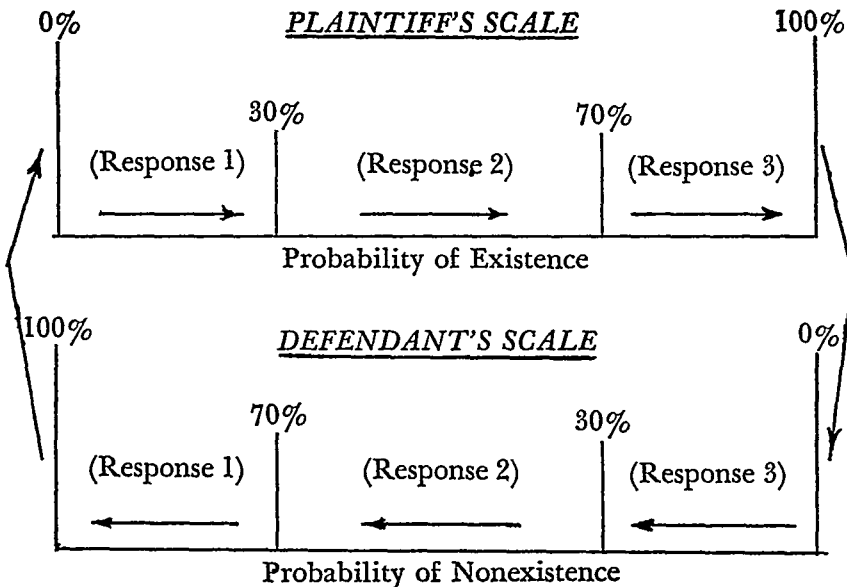 0% PLAINTIFF'S SCALE 100%
30% 70%
(Response 1) (Response 2) (Response 3)
Probability of Existence
100% DEFENDANT'S SCALE 0%
70% 30%
(Response 1) (Response 2) (Response 3)
Probability of Nonexistence